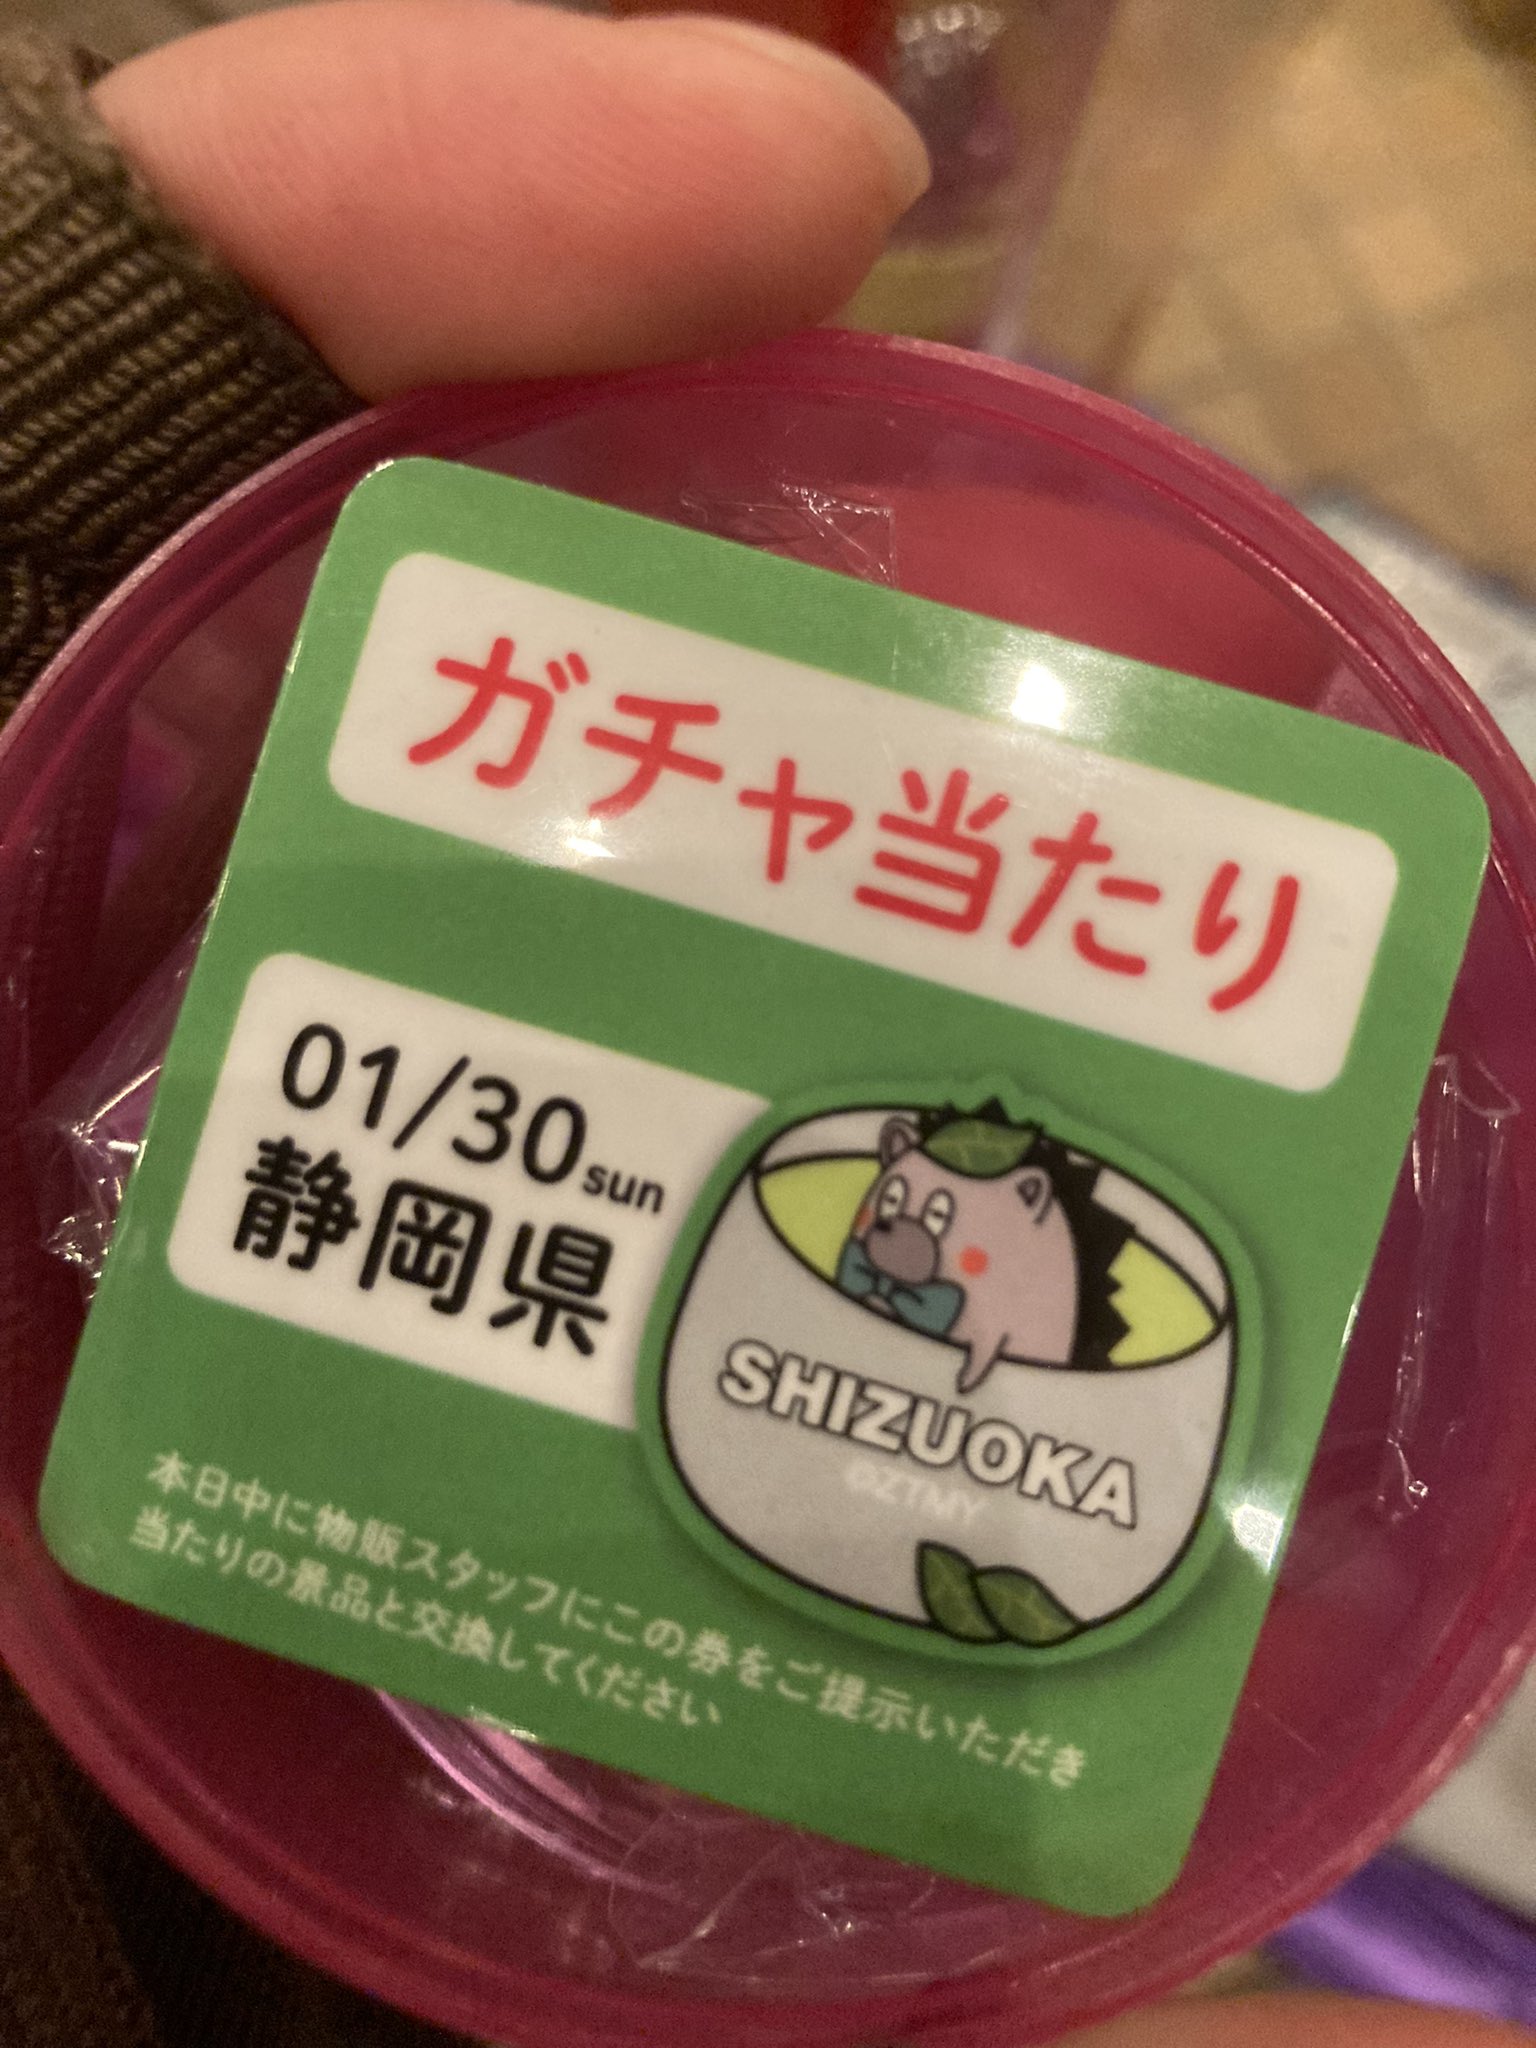 ガチャ当たり
01/30sun
静岡県
SHIZUOKA
©ZTMY
本日中に物販スタッフにこの券をご提示いただき
当たりの景品と交換してください